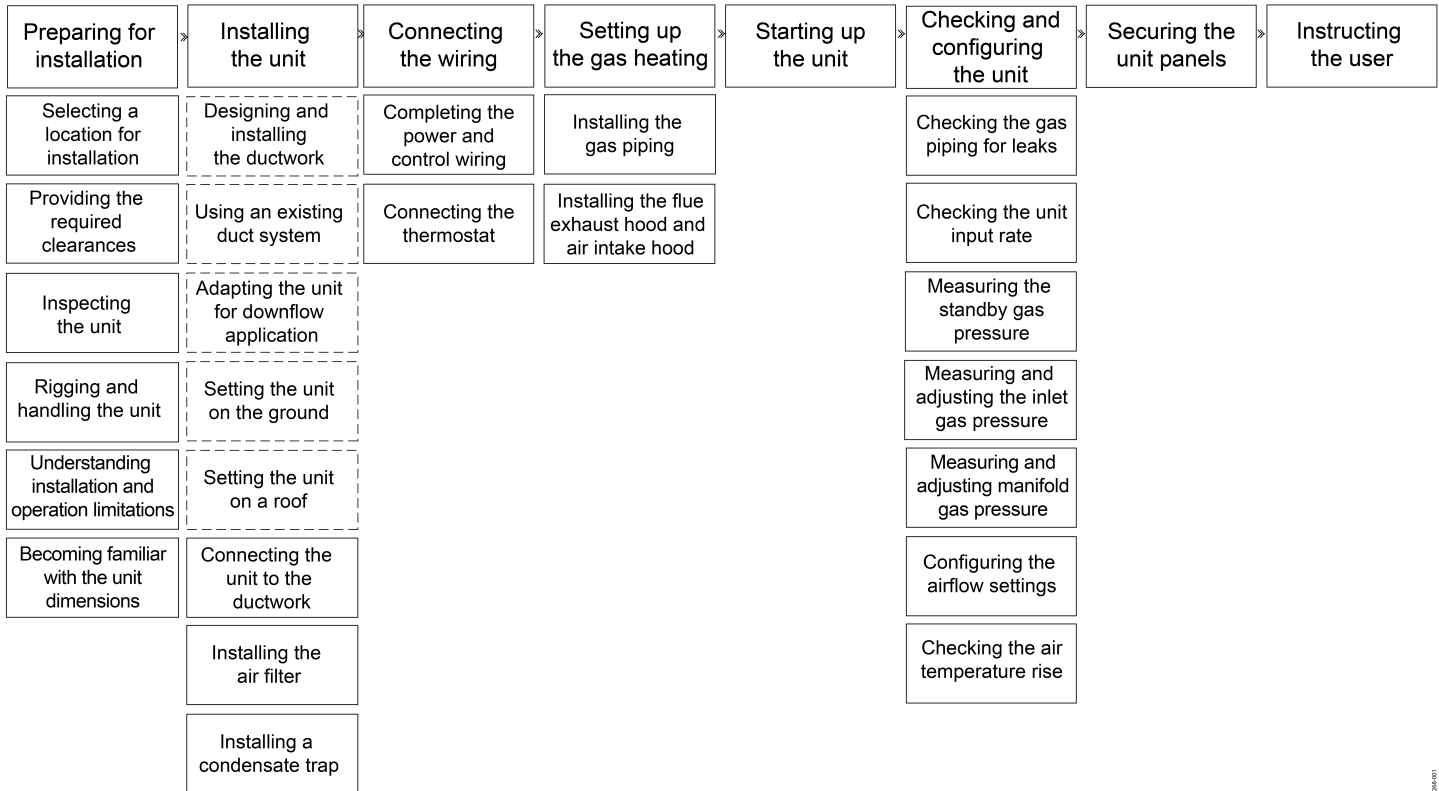 Preparing for
installation
Installing
the unit
Connecting
the wiring
Setting up
the gas heating
Starting up
the unit
Checking and
configuring
the unit
Securing the
unit panels
Instructing
the user
Selecting a
location for
installation
Providing the
required
clearances
Inspecting
the unit
Rigging and
handling the unit
Understanding
installation and
operation limitations
Becoming familiar
with the unit
dimensions
Designing and
installing
the ductwork
Using an existing
duct system
Adapting the unit
for downflow
application
Setting the unit
on the ground
Setting the unit
on a roof
Connecting the
unit to the
ductwork
Installing the
air filter
Installing a
condensate trap
Completing the
power and
control wiring
Connecting the
thermostat
Installing the
gas piping
Installing the flue
exhaust hood and
air intake hood
Checking the gas
piping for leaks
Checking the unit
input rate
Measuring the
standby gas
pressure
Measuring and
adjusting the inlet
gas pressure
Measuring and
adjusting manifold
gas pressure
Configuring the
airflow settings
Checking the air
temperature rise
268-001